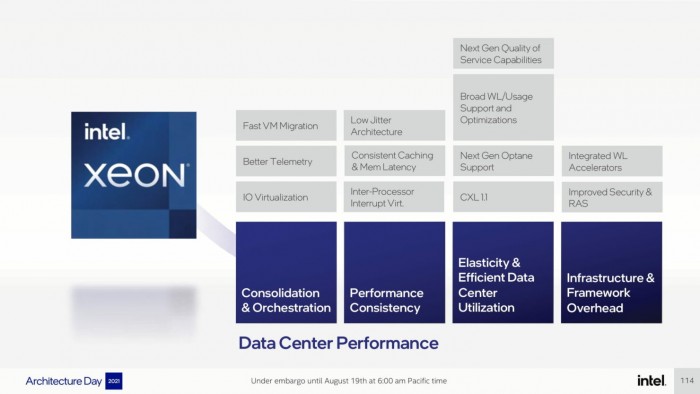 intel.
XEON
Fast VM Migration
Better Telemetry
IO Virtualization
Consolidation
& Orchestration
Low Jitter
Architecture
Consistent Caching
& Mem Latency
Inter-Processor
Interrupt Virt.
Performance
Consistency
Next Gen Quality of
Service Capabilities
Broad WL/Usage
Support and
Optimizations
Next Gen Optane
Support
CXL 1.1
Elasticity &
Efficient Data
Center
Utilization
Integrated WL
Accelerators
Improved Security &
RAS
Infrastructure &
Framework
Overhead
Data Center Performance
Architecture Day 2021
Under embargo until August 19th at 6:00 am Pacific time
intel.
114